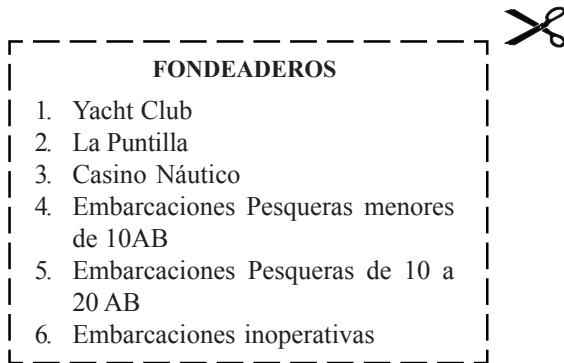 FONDEADEROS
1. Yacht Club
2. La Puntilla
3. Casino Náutico
4. Embarcaciones Pesqueras menores
de 10AB
5. Embarcaciones Pesqueras de 10 a
20 AB
6. Embarcaciones inoperativas